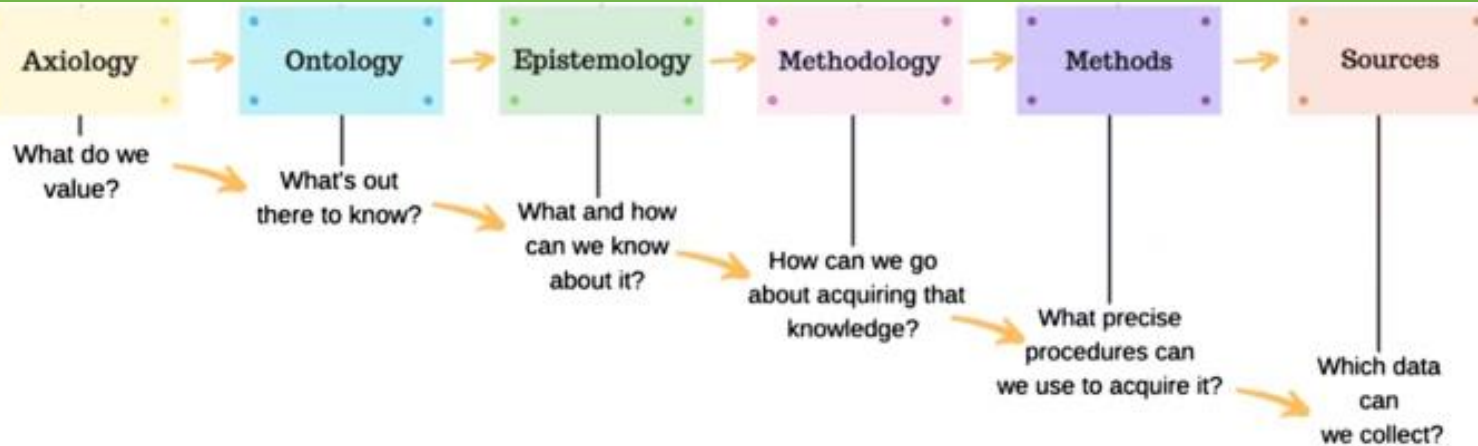 Axiology
Ontology
Epistemology
Methodology
Methods
Sources
What do we
value?
What's out
there to know?
What and how
can we know
about it?
How can we go
about acquiring that
knowledge?
What precise
procedures can
we use to acquire it?
Which data
can
we collect?